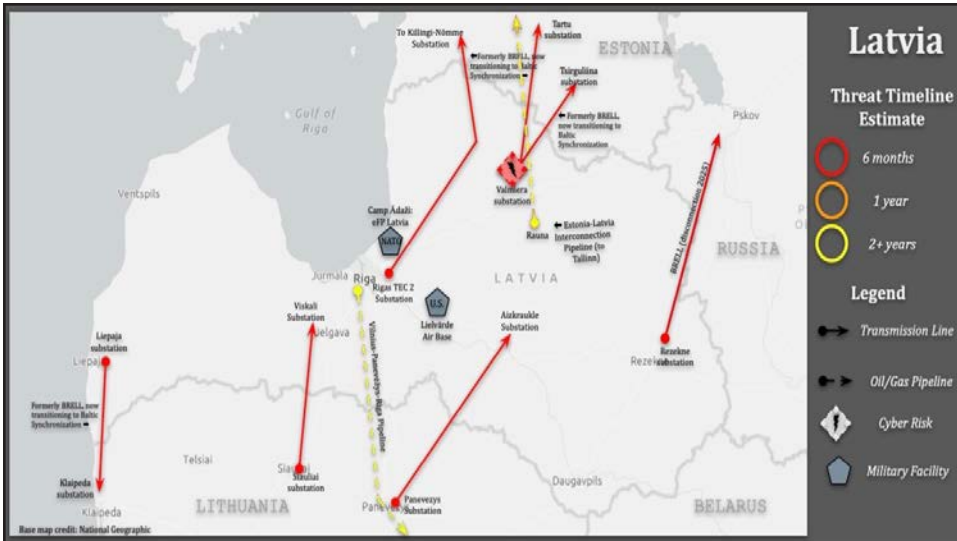 Latvia
Threat Timeline
Estimate
6 months
1 year
2+ years
Legend
Transmission Line
Oil/Gas Pipeline
Cyber Risk
Military Facility
To Killingi-Nõmme
Substation
Formerly BRELL, now
transitioning to Baltic
Synchronization
Tartu
substation
ESTONIA
Tsirguliina
substation
Formerly BRELL,
now transitioning to
Baltic
Synchronization
Pskov
Gulf of
Riga
Ventspils
Valmiera
substation
Camp Ādaži:
eFP Latvia
NATO
Rauna
Estonia-Latvia
Interconnection
Pipeline (to
Tallinn)
BRELL (disconnection 2025)
RUSSIA
LATVIA
Jurmala
Riga
Rigas TEC 2
Substation
U.S.
Lielvārde
Air Base
Viskali
Substation
Jelgava
Aizkraukle
Substation
Liepaja
substation
Liepaj
Rezekne
substation
Rezekne
Vilnius-Panevezys-Riga Pipeline
Formerly BRELL, now
transitioning to Baltic
Synchronization
Telsiai
Siauliai
Siauliai
substation
Klaipeda
substation
Klaipeda
LITHUANIA
Panevezys
Panevezys
Substation
Daugavpils
BELARUS
Base map credit: National Geographic